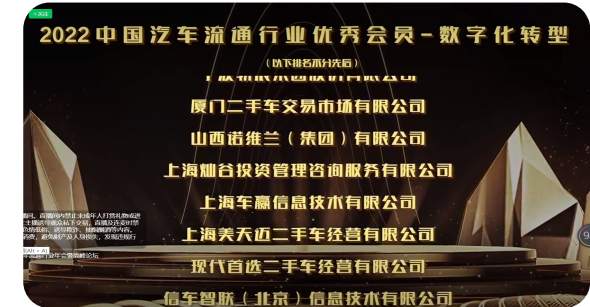 +关注
2022中国汽车流通行业优秀会员-数字化转型
(以下排名不分先后)
厦门二手车交易市场有限公司
山西诺维兰（集团）有限公司
上海灿谷投资管理咨询服务有限公司
上海车赢信息技术有限公司
上海美天迈二手车经营有限公司
现代首选二手车经营有限公司
信车智联（北京）信息技术有限公司